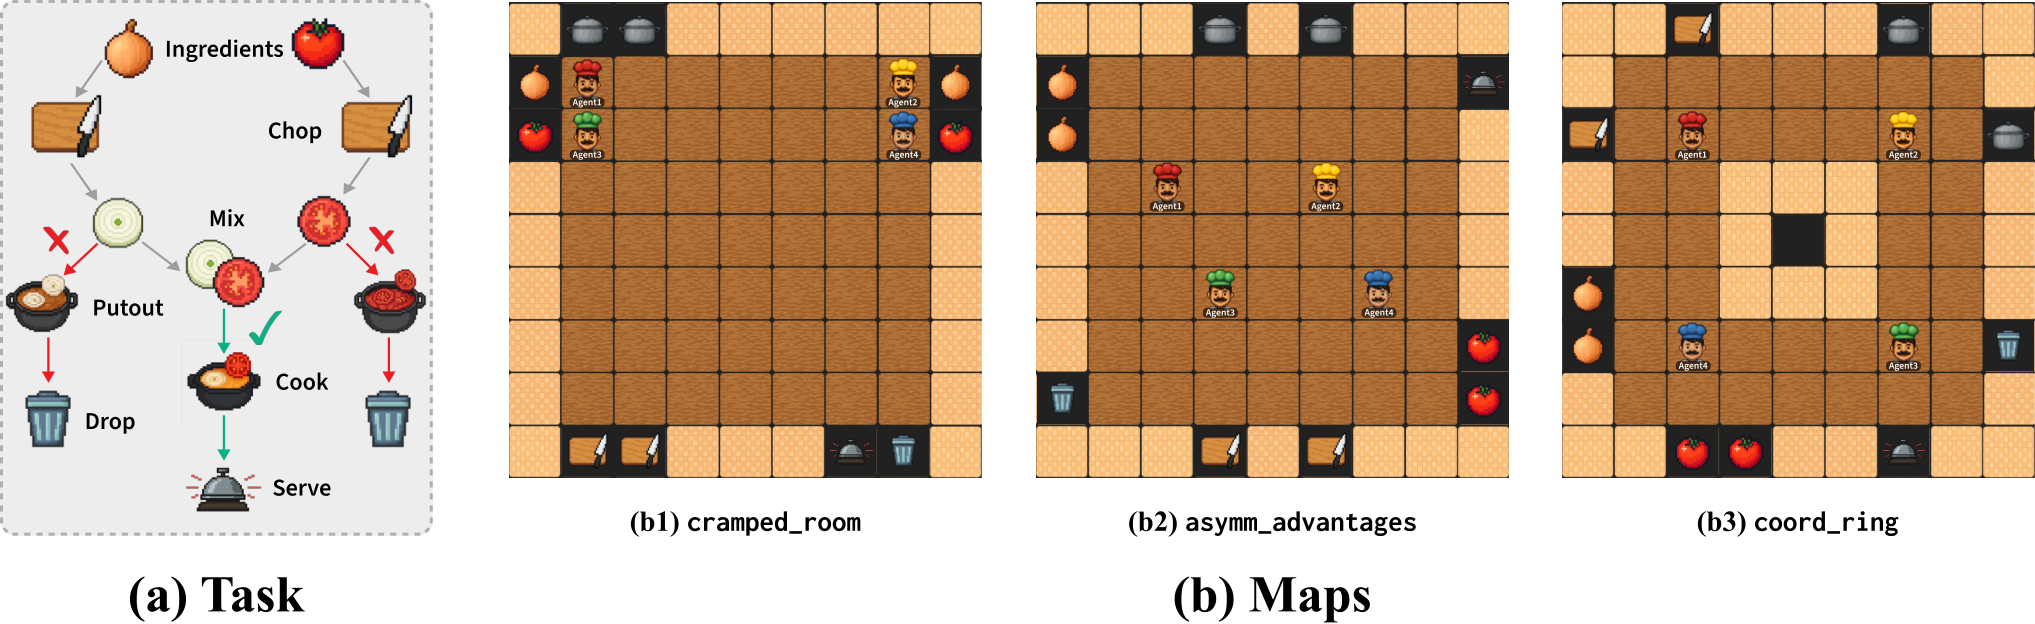 Ingredients
Chop
Mix
Putout
Cook
Drop
Serve
(a) Task
Agent1
Agent2
Agent3
Agent4
(b1) cramped_room
Agent1
Agent2
Agent3
Agent4
(b2) asymm_advantages
Agent1
Agent2
Agent4
Agent3
(b3) coord_ring
(b) Maps